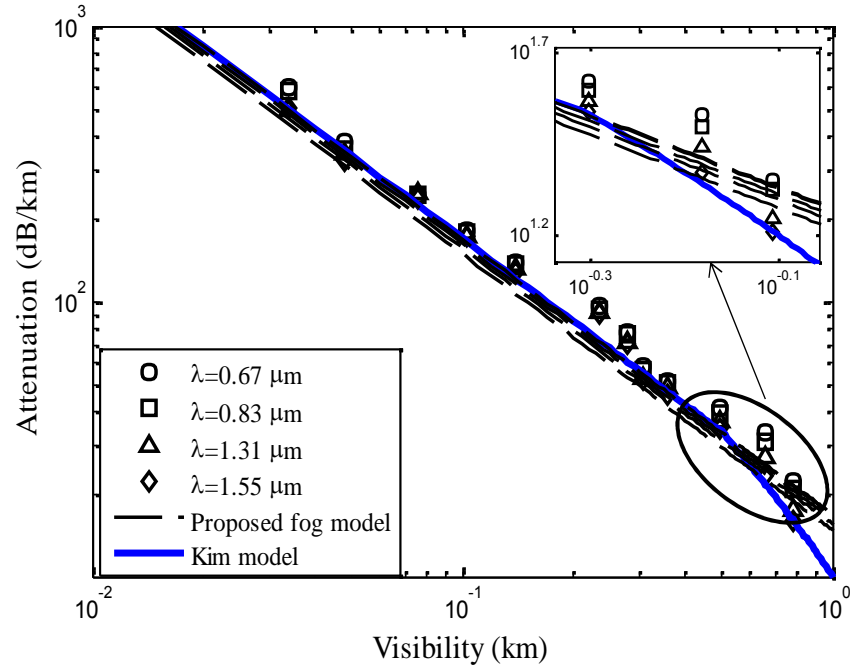 10^3
10^1.7
10^1.2
10^-0.3
10^-0.1
Attenuation (dB/km)
10^2
λ=0.67 μm
λ=0.83 μm
λ=1.31 μm
λ=1.55 μm
Proposed fog model
Kim model
10^-2
10^-1
10^0
Visibility (km)